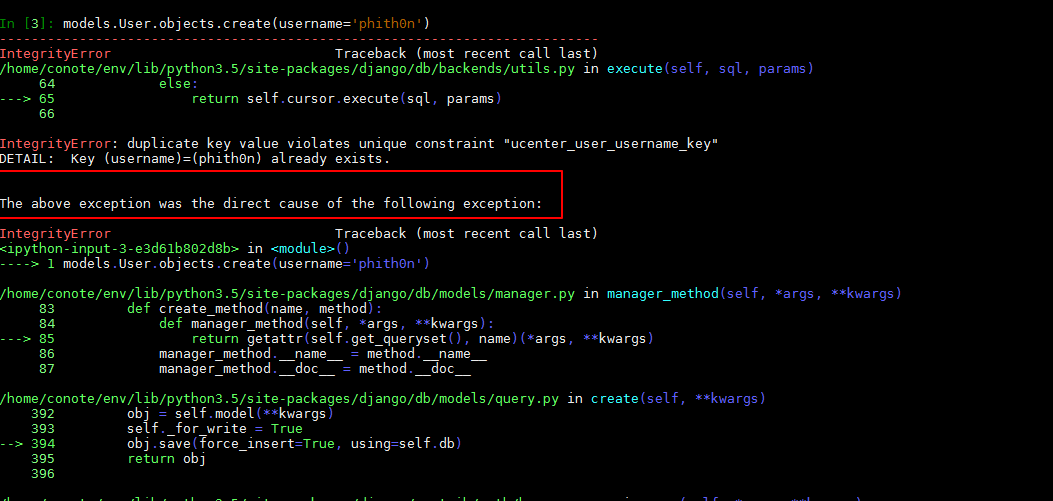 In [3]: models.User.objects.create(username='phith0n')
---------------------------------------------------------------------------
IntegrityError                            Traceback (most recent call last)
/home/conote/env/lib/python3.5/site-packages/django/db/backends/utils.py in execute(self, sql, params)
     64             else:
---> 65                 return self.cursor.execute(sql, params)
     66
IntegrityError: duplicate key value violates unique constraint "ucenter_user_username_key"
DETAIL:  Key (username)=(phith0n) already exists.
The above exception was the direct cause of the following exception:
IntegrityError                            Traceback (most recent call last)
<ipython-input-3-e3d61b802d8b> in <module>()
----> 1 models.User.objects.create(username='phith0n')
/home/conote/env/lib/python3.5/site-packages/django/db/models/manager.py in manager_method(self, *args, **kwargs)
     83         def create_method(name, method):
     84             def manager_method(self, *args, **kwargs):
---> 85                 return getattr(self.get_queryset(), name)(*args, **kwargs)
     86             manager_method.__name__ = method.__name__
     87             manager_method.__doc__ = method.__doc__
/home/conote/env/lib/python3.5/site-packages/django/db/models/query.py in create(self, **kwargs)
    392         obj = self.model(**kwargs)
    393         self._for_write = True
--> 394         obj.save(force_insert=True, using=self.db)
    395         return obj
    396